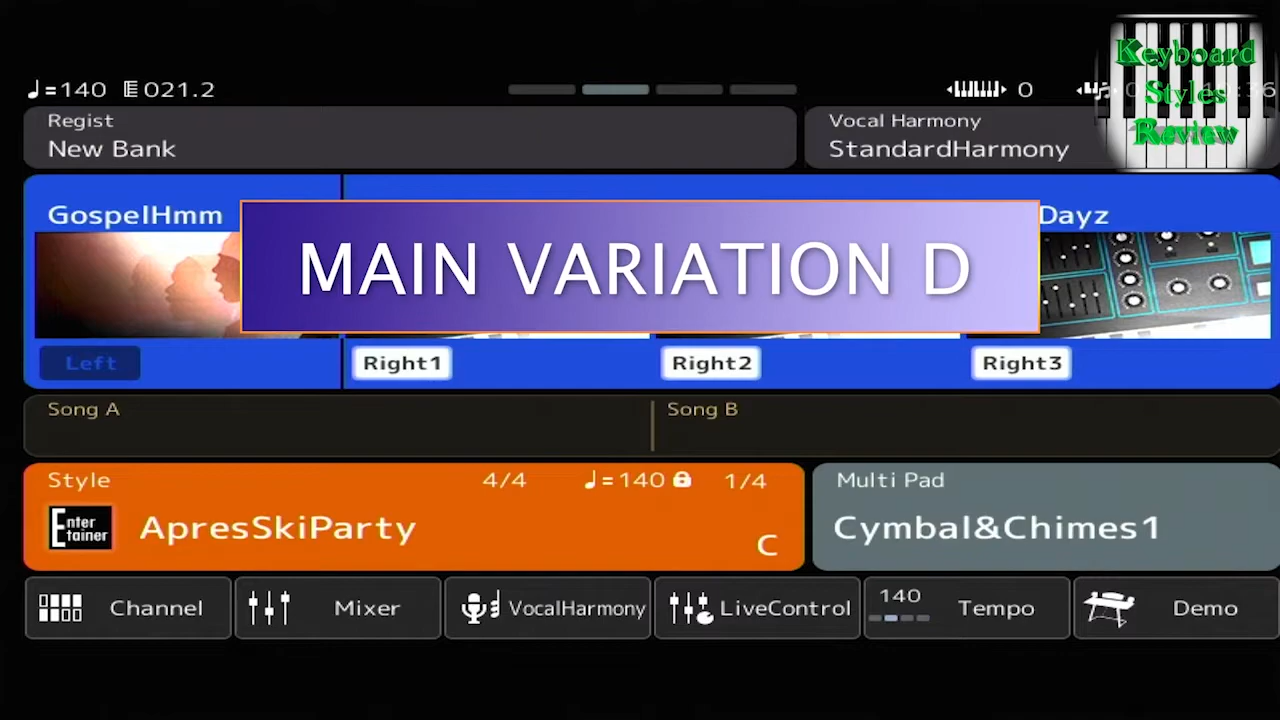 ♩=140 021.2
0
Keyboard
Styles
Review
Regist
New Bank
Vocal Harmony
StandardHarmony
GospelHmm
Dayz
MAIN VARIATION D
Left
Right1
Right2
Right3
Song A
Song B
Style
4/4 ♩=140 1/4
Enter
tainer
ApresSkiParty
C
Multi Pad
Cymbal&Chimes1
Channel
Mixer
VocalHarmony
LiveControl
140
Tempo
Demo